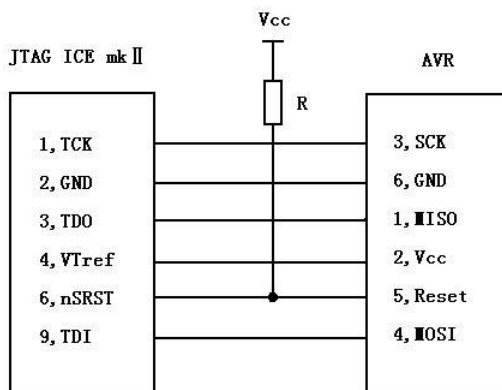 Vcc
JTAG ICE mkⅡ
AVR
R
1,TCK
3,SCK
2,GND
6,GND
3,TDO
1,MISO
4,VTref
2,Vcc
6,nSRST
5,Reset
9,TDI
4,MOSI